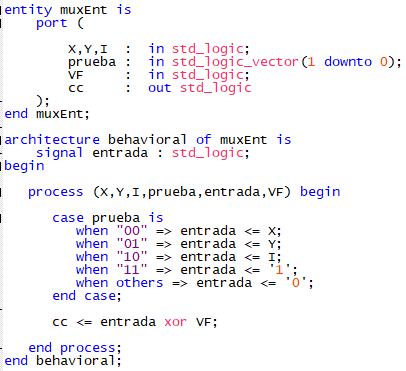 entity muxEnt is
port (
X,Y,I : in std_logic;
prueba : in std_logic_vector(1 downto 0);
VF : in std_logic;
cc : out std_logic
);
end muxEnt;
architecture behavioral of muxEnt is
signal entrada : std_logic;
begin
process (X,Y,I,prueba,entrada,VF) begin
case prueba is
when "00" => entrada <= X;
when "01" => entrada <= Y;
when "10" => entrada <= I;
when "11" => entrada <= '1';
when others => entrada <= '0';
end case;
cc <= entrada xor VF;
end process;
end behavioral;